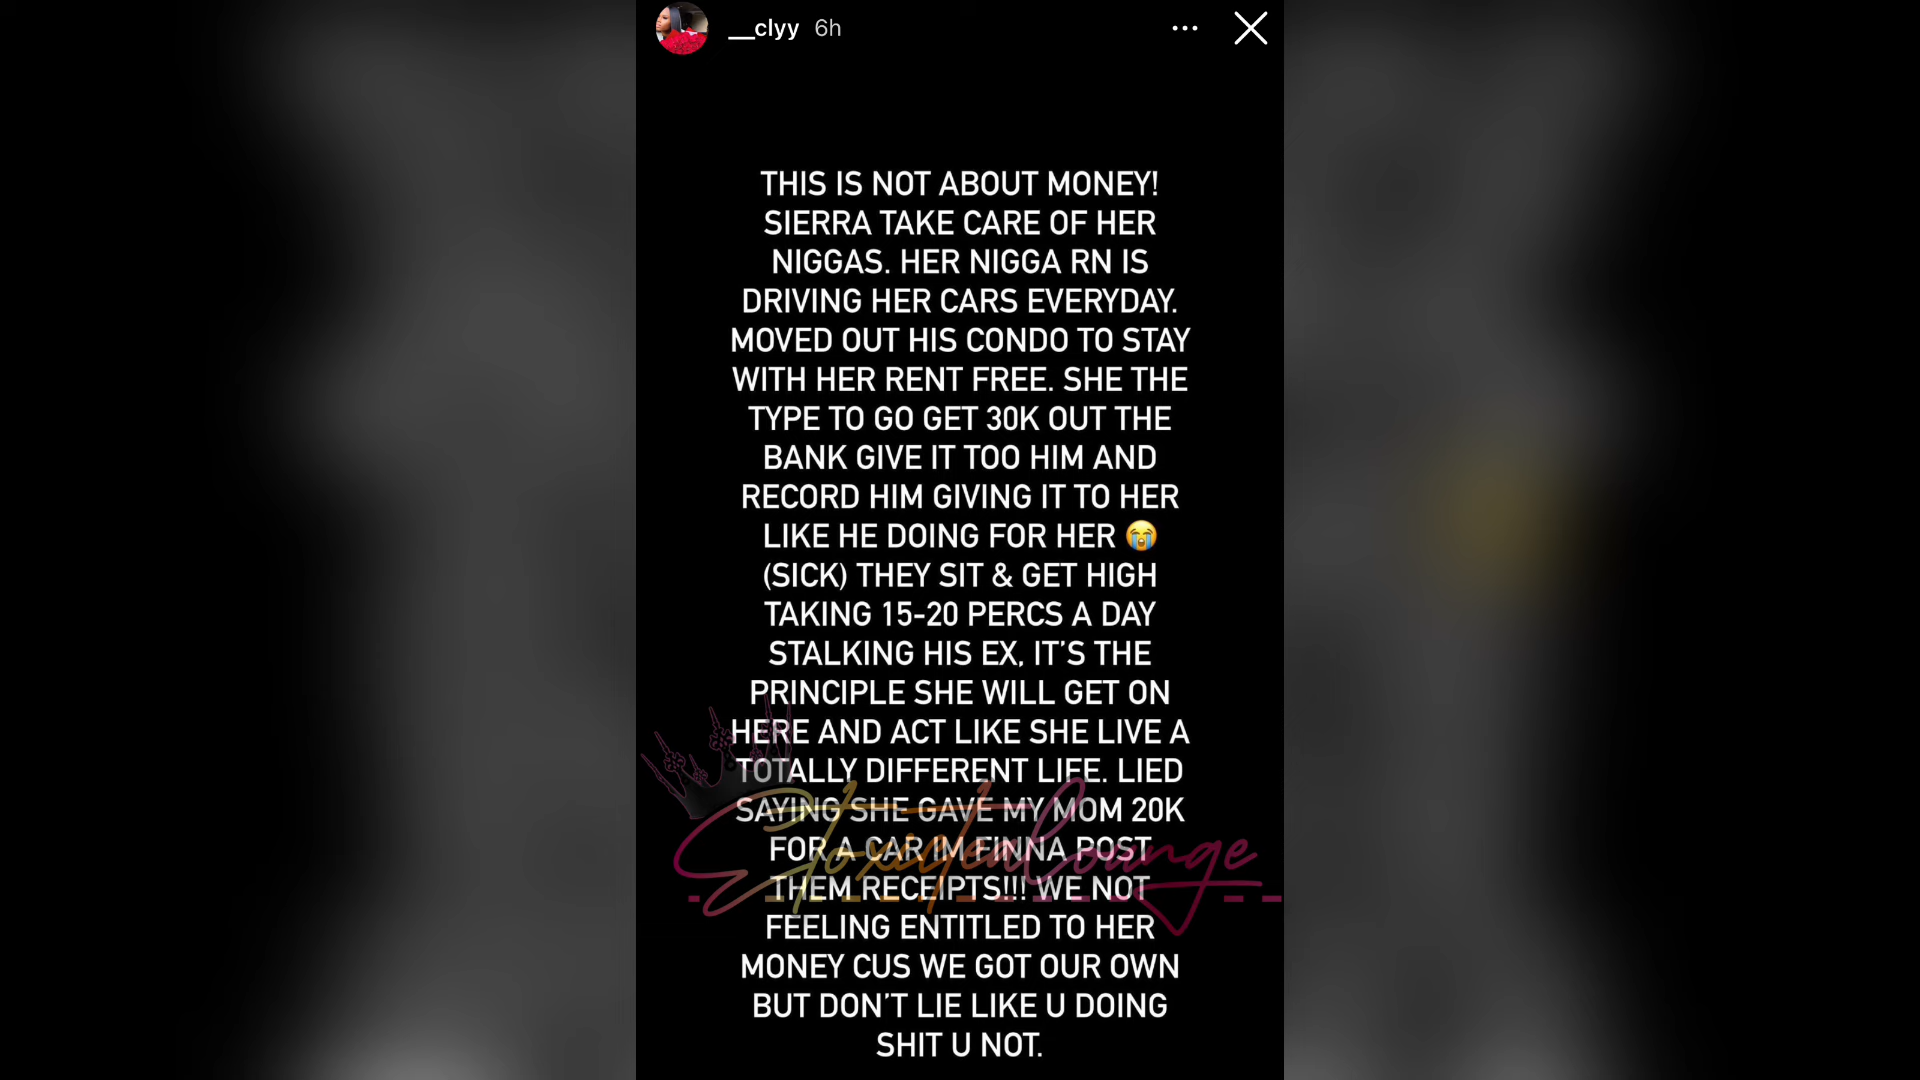 __clyy 6h
THIS IS NOT ABOUT MONEY!
SIERRA TAKE CARE OF HER
NIGGAS. HER NIGGA RN IS
DRIVING HER CARS EVERYDAY.
MOVED OUT HIS CONDO TO STAY
WITH HER RENT FREE. SHE THE
TYPE TO GO GET 30K OUT THE
BANK GIVE IT TOO HIM AND
RECORD HIM GIVING IT TO HER
LIKE HE DOING FOR HER 😭
(SICK) THEY SIT & GET HIGH
TAKING 15-20 PERCS A DAY
STALKING HIS EX, IT’S THE
PRINCIPLE SHE WILL GET ON
HERE AND ACT LIKE SHE LIVE A
TOTALLY DIFFERENT LIFE. LIED
SAYING SHE GAVE MY MOM 20K
FOR A CAR IM FINNA POST
THEM RECEIPTS!!! WE NOT
FEELING ENTITLED TO HER
MONEY CUS WE GOT OUR OWN
BUT DON’T LIE LIKE U DOING
SHIT U NOT.